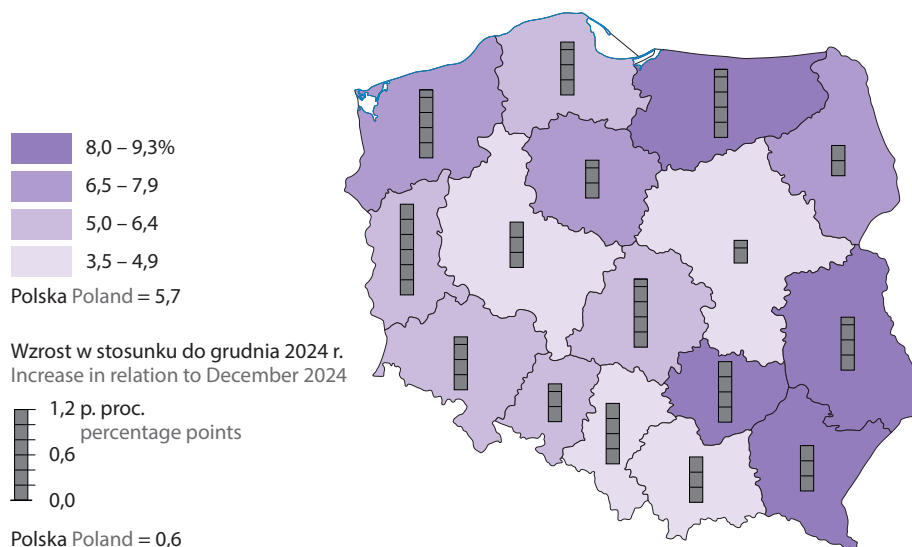 8,0 – 9,3%
6,5 – 7,9
5,0 – 6,4
3,5 – 4,9
Polska Poland = 5,7
Wzrost w stosunku do grudnia 2024 r.
Increase in relation to December 2024
1,2 p. proc.
percentage points
0,6
0,0
Polska Poland = 0,6